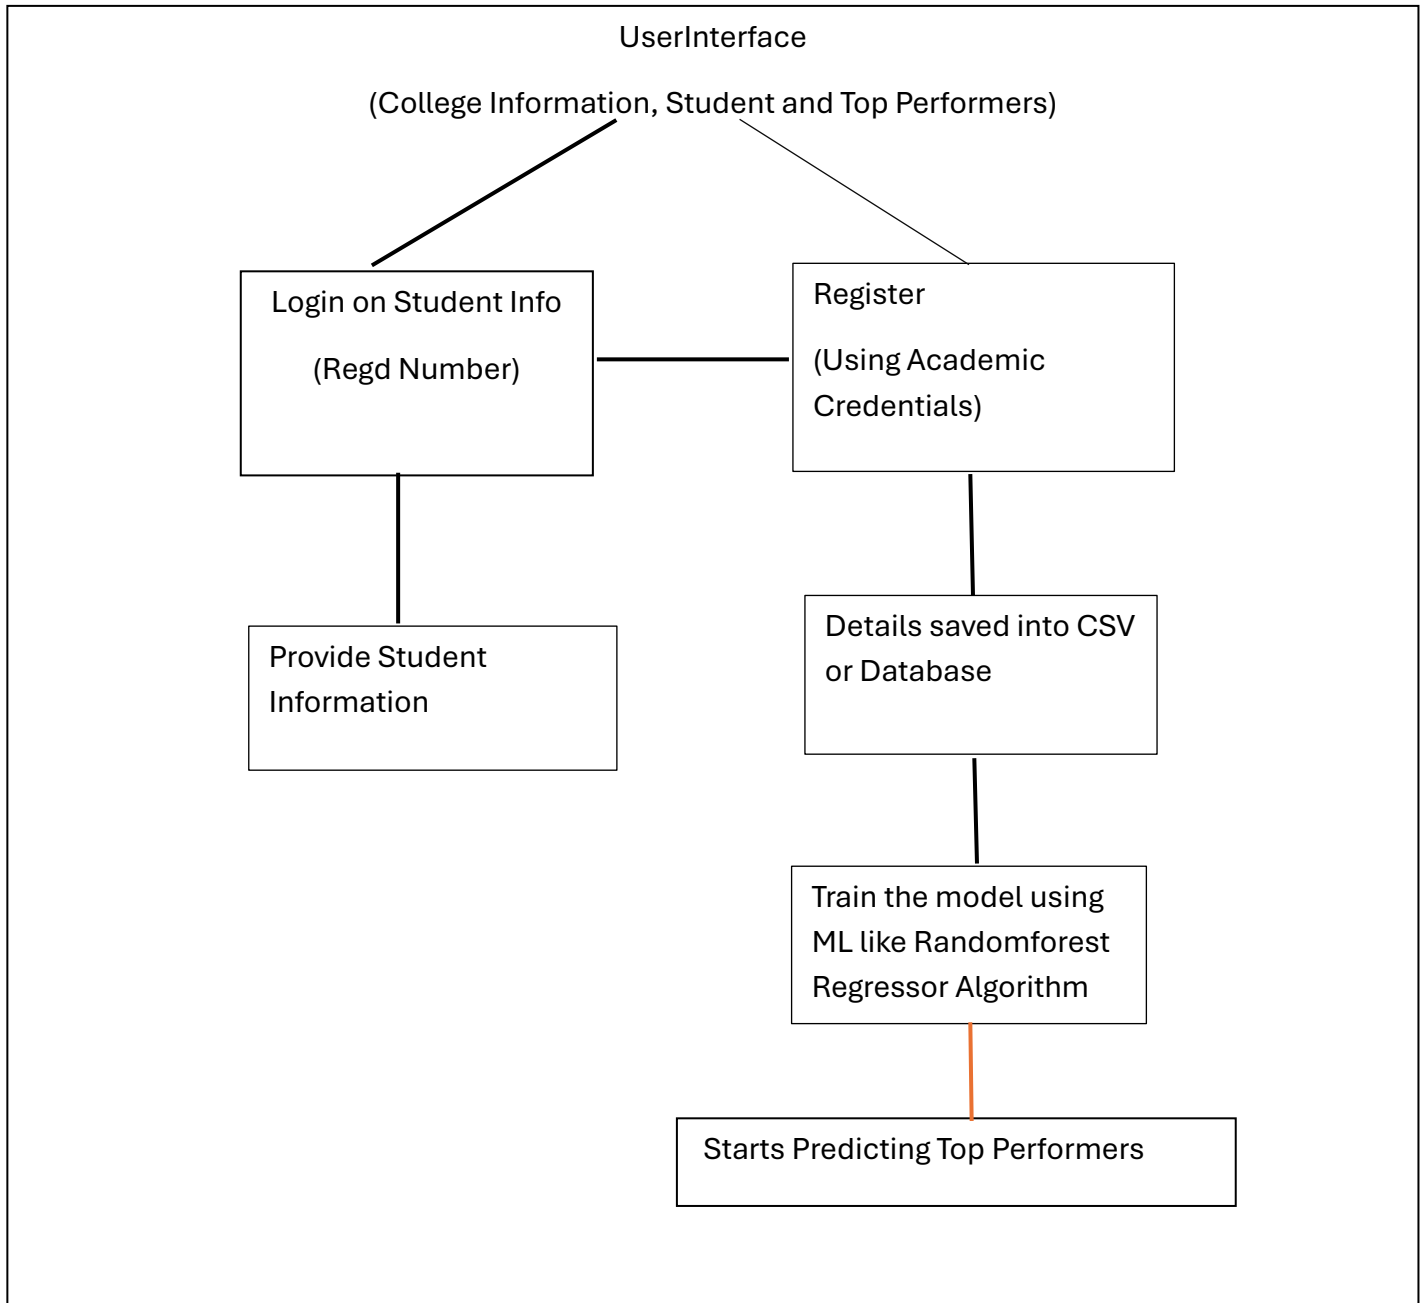 UserInterface
(College Information, Student and Top Performers)
Login on Student Info
(Regd Number)
Register
(Using Academic
Credentials)
Provide Student
Information
Details saved into CSV
or Database
Train the model using
ML like Randomforest
Regressor Algorithm
Starts Predicting Top Performers